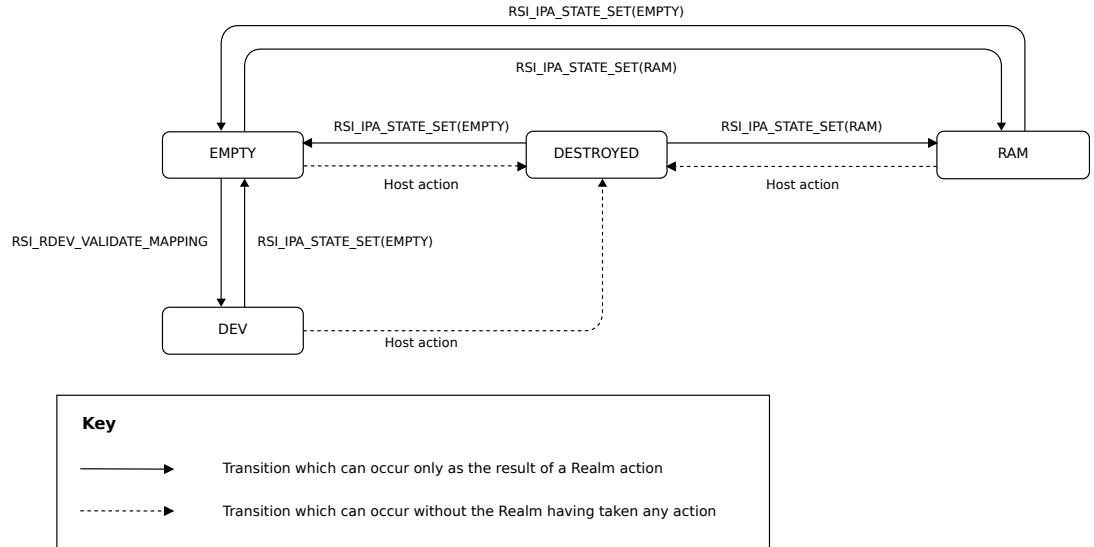 RSI_IPA_STATE_SET(EMPTY)
RSI_IPA_STATE_SET(RAM)
RSI_IPA_STATE_SET(EMPTY)
RSI_IPA_STATE_SET(RAM)
EMPTY
DESTROYED
RAM
Host action
Host action
RSI_RDEV_VALIDATE_MAPPING
RSI_IPA_STATE_SET(EMPTY)
DEV
Host action
Key
Transition which can occur only as the result of a Realm action
Transition which can occur without the Realm having taken any action